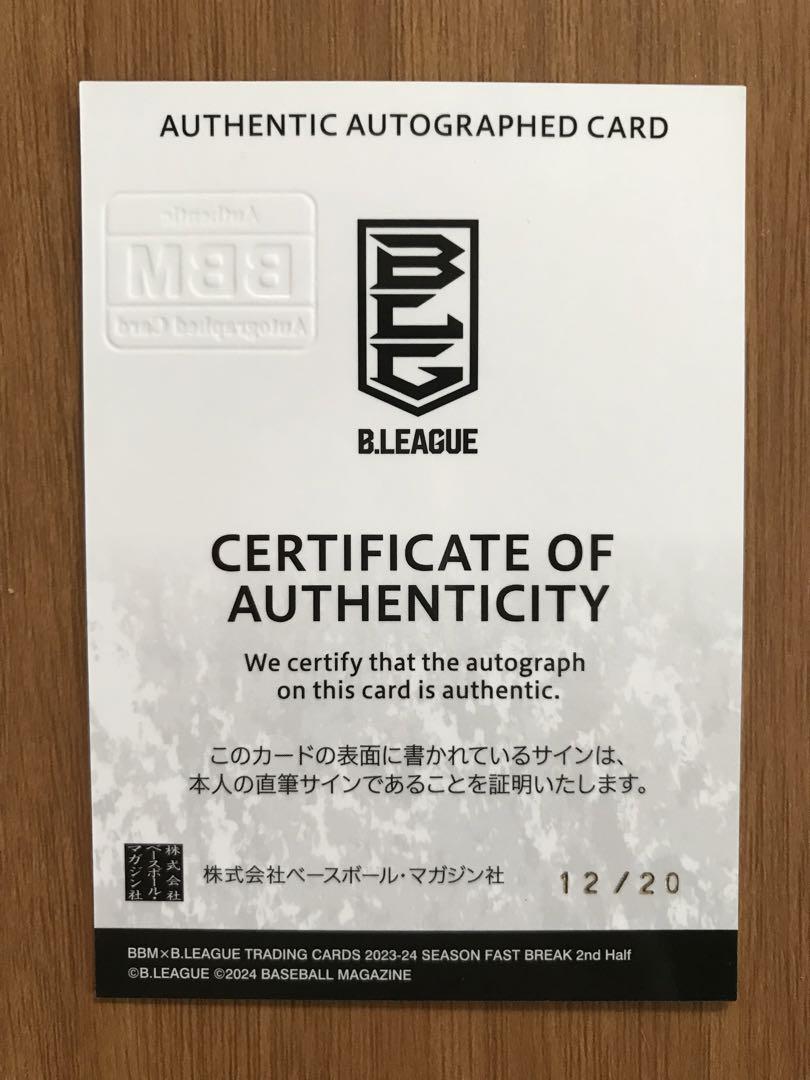 AUTHENTIC AUTOGRAPHED CARD
Authentic
BBM
Autographed Card
BLG
B.LEAGUE
CERTIFICATE OF
AUTHENTICITY
We certify that the autograph
on this card is authentic.
このカードの表面に書かれているサインは、
本人の直筆サインであることを証明いたします。
株式会社
ベースボール・
マガジン社
株式会社ベースボール・マガジン社
12/20
BBM×B.LEAGUE TRADING CARDS 2023-24 SEASON FAST BREAK 2nd Half
©B.LEAGUE ©2024 BASEBALL MAGAZINE